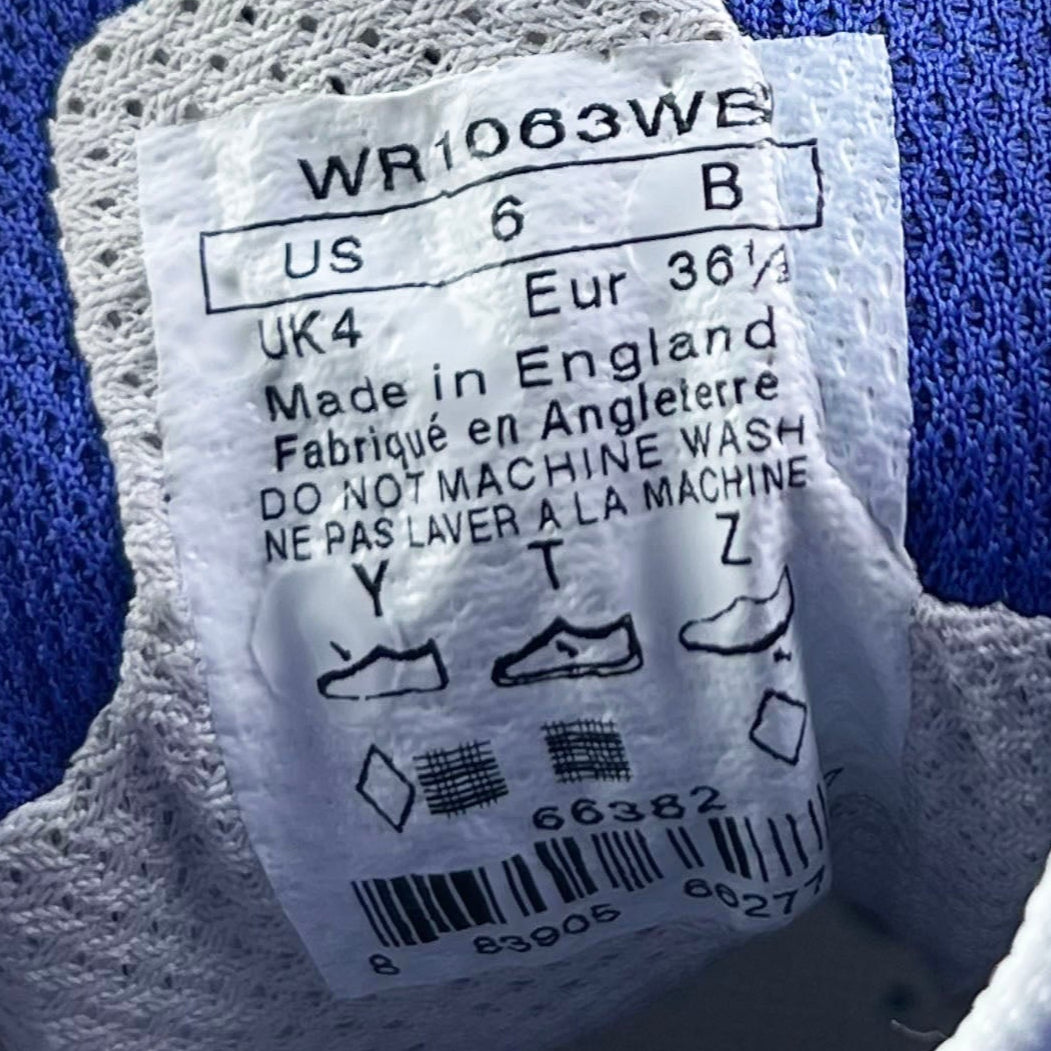 WR1063WB
US 6 B
UK4 Eur 36½
Made in England
Fabriqué en Angleterre
DO NOT MACHINE WASH
NE PAS LAVER A LA MACHINE
Y T Z
66382
8 83905 60277